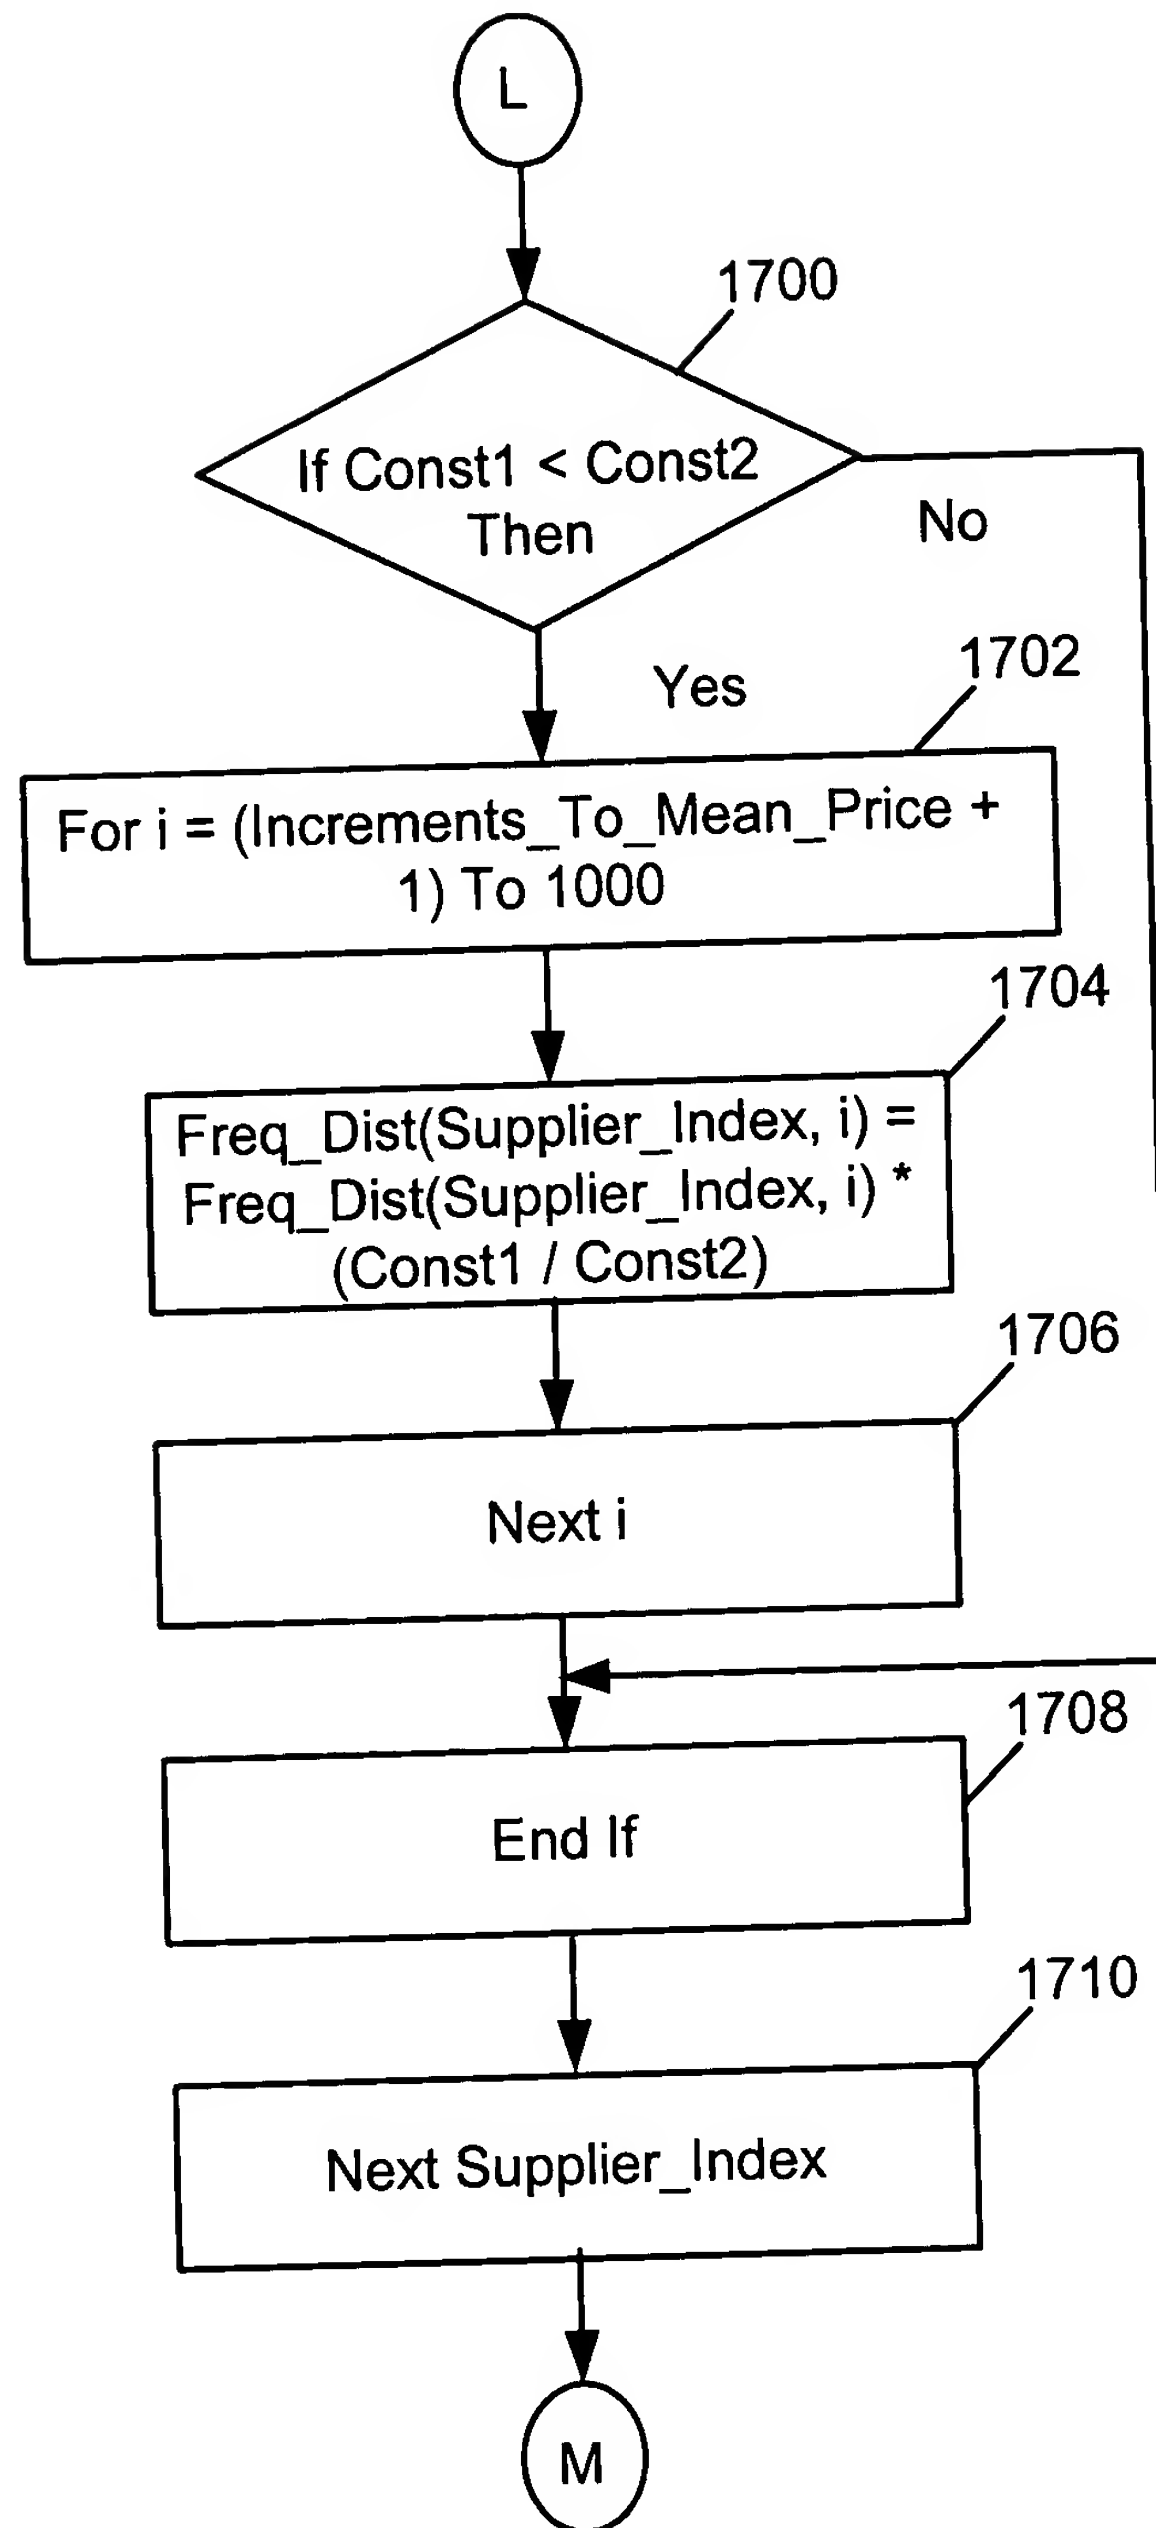 L
1700
If Const1 < Const2
Then
No
Yes
1702
For i = (Increments_To_Mean_Price +
1) To 1000
1704
Freq_Dist(Supplier_Index, i) =
Freq_Dist(Supplier_Index, i) *
(Const1 / Const2)
1706
Next i
1708
End If
1710
Next Supplier_Index
M